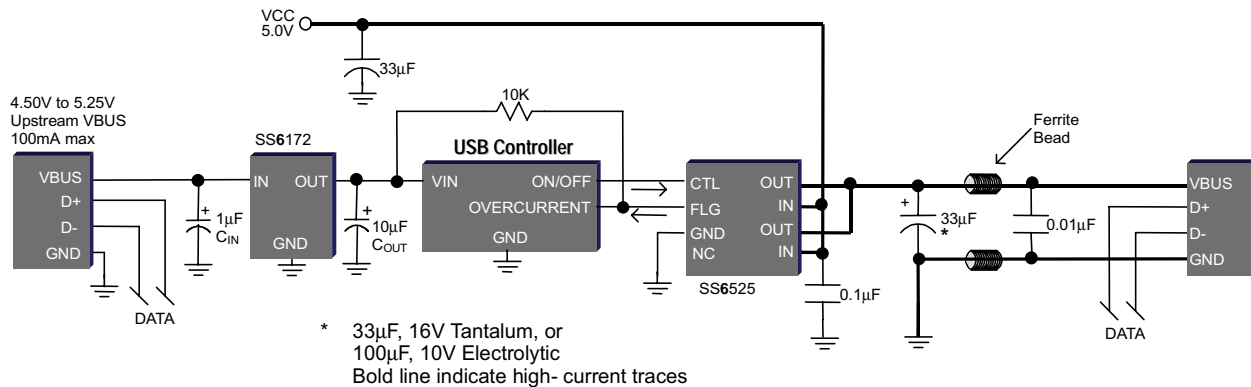 VCC
5.0V
33µF
4.50V to 5.25V
Upstream VBUS
100mA max
VBUS
D+
D-
GND
DATA
+
1µF
CIN
SS6172
IN
OUT
GND
+
10µF
COUT
10K
USB Controller
VIN
ON/OFF
OVERCURRENT
GND
CTL
FLG
GND
NC
OUT
IN
OUT
IN
SS6525
0.1µF
+
33µF
*
Ferrite
Bead
0.01µF
VBUS
D+
D-
GND
DATA
* 33µF, 16V Tantalum, or
100µF, 10V Electrolytic
Bold line indicate high- current traces